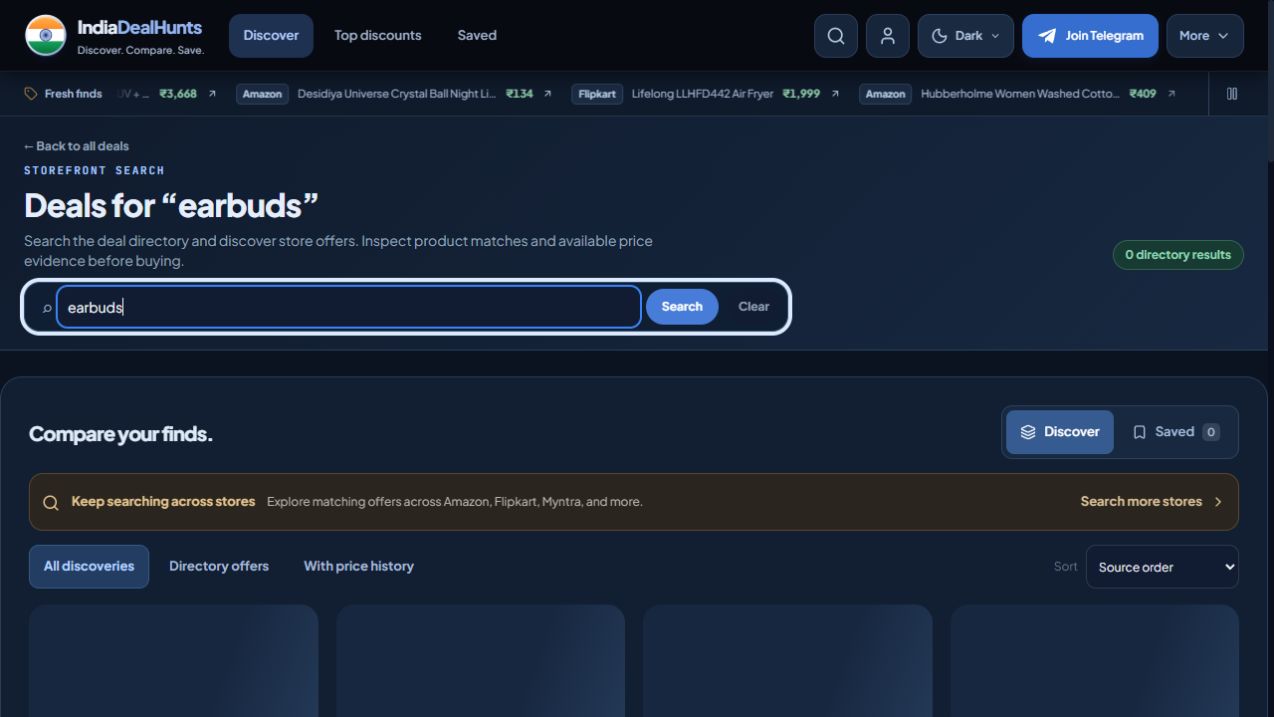 IndiaDealHunts
Discover. Compare. Save.
Discover
Top discounts
Saved
Dark
Join Telegram
More
Fresh finds
UV + ... ₹3,668 ↗
Amazon Desidiya Universe Crystal Ball Night Li... ₹134 ↗
Flipkart Lifelong LLHFD442 Air Fryer ₹1,999 ↗
Amazon Hubberholme Women Washed Cotto... ₹409 ↗
← Back to all deals
STOREFRONT SEARCH
Deals for “earbuds”
Search the deal directory and discover store offers. Inspect product matches and available price
evidence before buying.
0 directory results
earbuds
Search
Clear
Compare your finds.
Discover
Saved 0
Keep searching across stores Explore matching offers across Amazon, Flipkart, Myntra, and more.
Search more stores
All discoveries
Directory offers
With price history
Sort
Source order